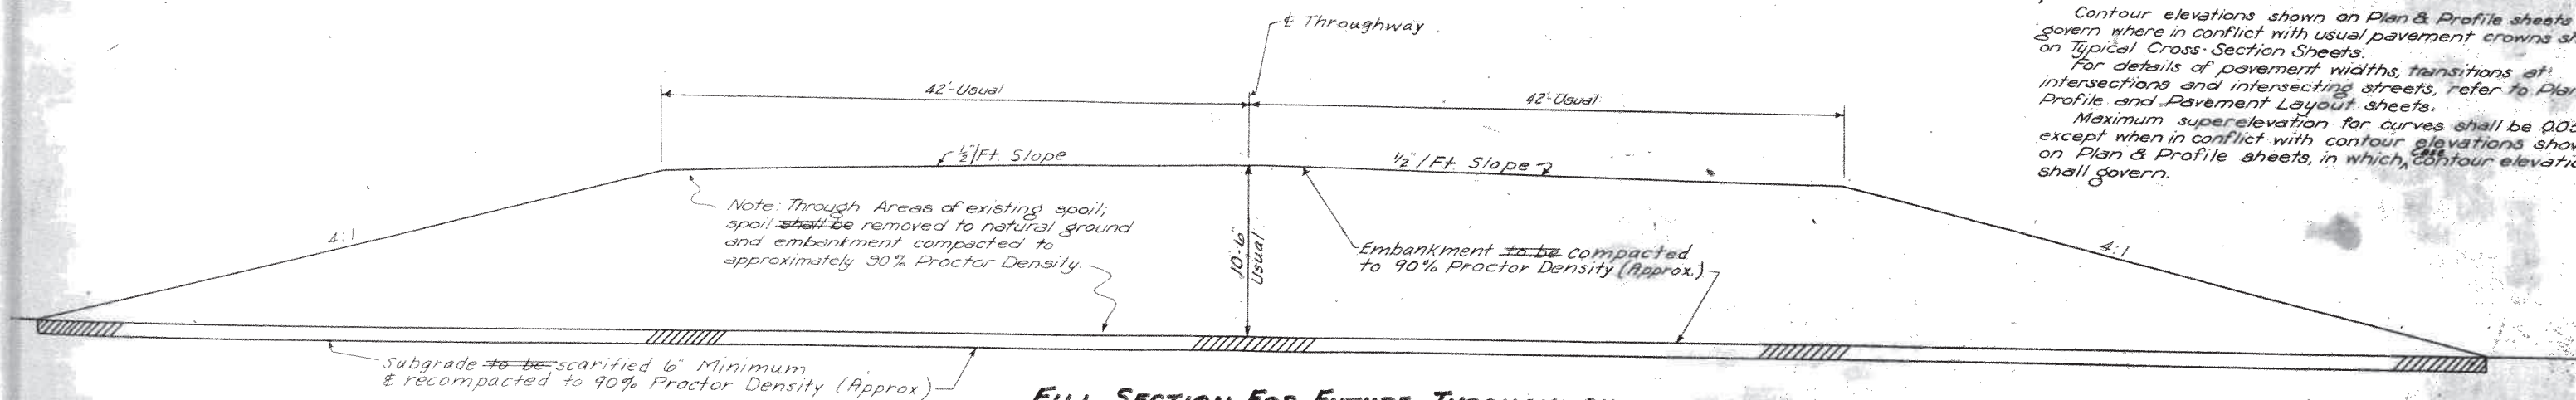 ℄ Throughway
42'-Usual
42'-Usual
½"/Ft. Slope
½"/Ft. Slope
4:1
4:1
Note: Through Areas of existing spoil;
spoil shall be removed to natural ground
and embankment compacted to
approximately 90% Proctor Density.
10'-6"
Usual
Embankment to be compacted
to 90% Proctor Density (Approx.)
Subgrade to be scarified 6" Minimum
& recompacted to 90% Proctor Density (Approx.)
FILL SECTION FOR FUTURE
Contour elevations shown on Plan & Profile sheets
govern where in conflict with usual pavement crowns
on Typical Cross-Section Sheets.
For details of pavement widths, transitions at
intersections and intersecting streets, refer to
Profile and Pavement Layout sheets.
Maximum superelevation for curves shall be
except when in conflict with contour elevations
on Plan & Profile sheets, in which case contour
shall govern.